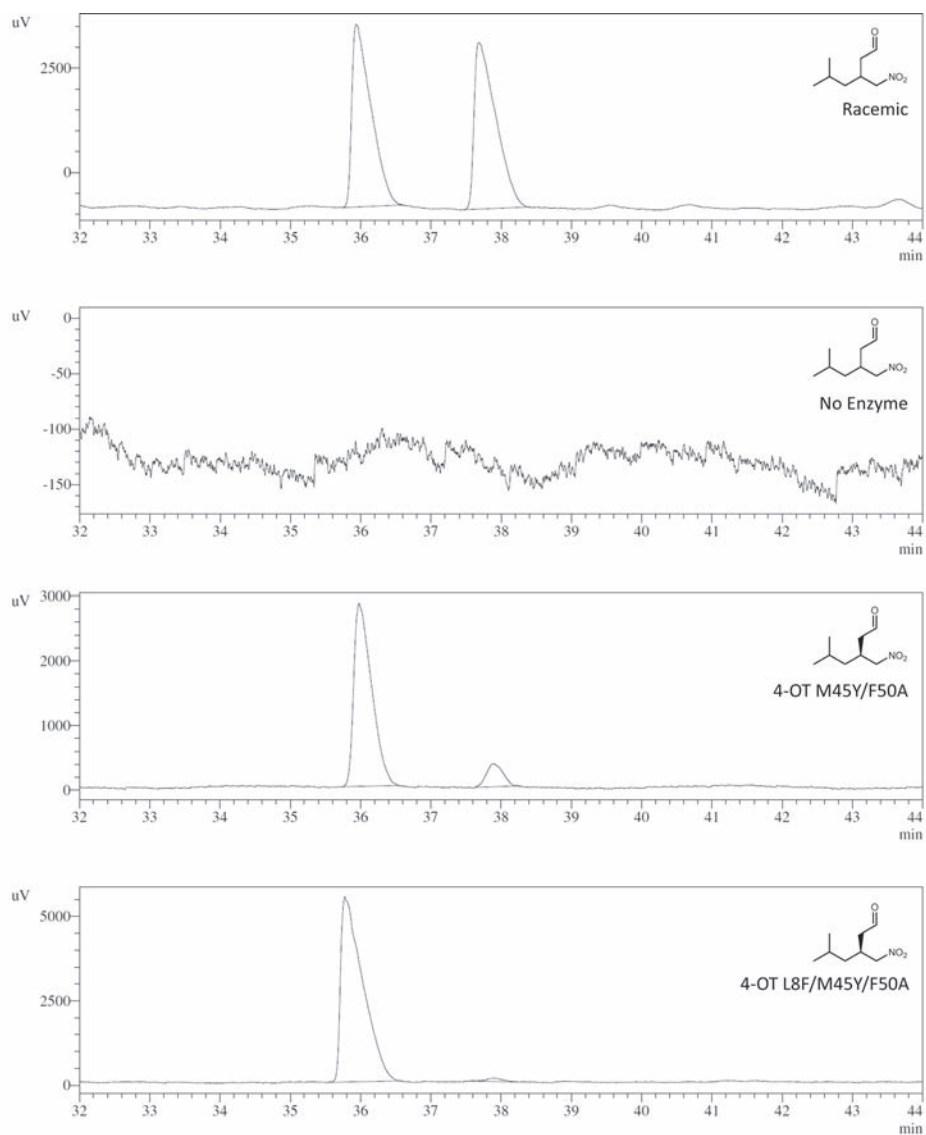 uV
2500
0
O
NO2
Racemic
32 33 34 35 36 37 38 39 40 41 42 43 44
min
uV
0
-50
-100
-150
O
NO2
No Enzyme
32 33 34 35 36 37 38 39 40 41 42 43 44
min
uV
3000
2000
1000
0
O
NO2
4-OT M45Y/F50A
32 33 34 35 36 37 38 39 40 41 42 43 44
min
uV
5000
2500
0
O
NO2
4-OT L8F/M45Y/F50A
32 33 34 35 36 37 38 39 40 41 42 43 44
min